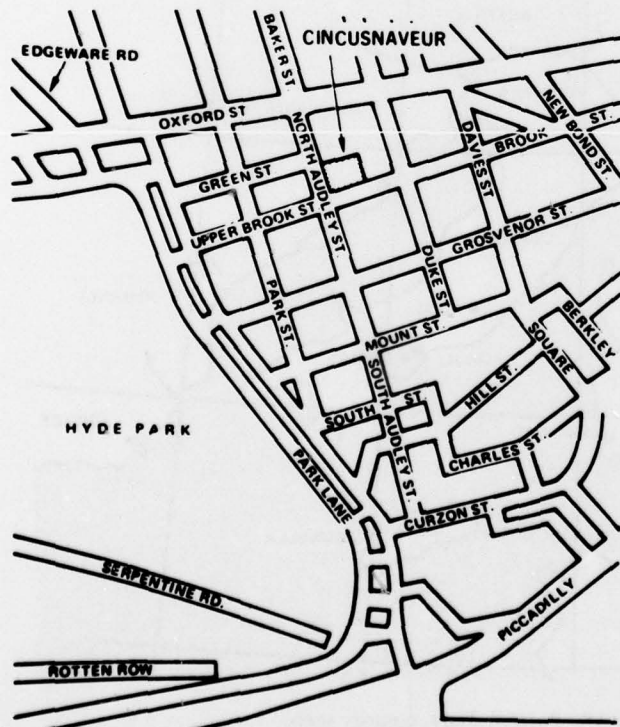 EDGEWARE RD
BAKER ST.
CINCUSNAVEUR
OXFORD ST
NEW BOND ST.
BROOK ST.
NORTH AUDLEY ST.
DAVIES ST
GREEN ST
UPPER BROOK ST.
GROSVENOR ST.
DUKE ST.
PARK ST.
MOUNT ST.
BERKLEY
SQUARE
SOUTH ST.
SOUTH AUDLEY ST.
HILL ST.
HYDE PARK
CHARLES ST.
PARK LANE
CURZON ST.
SERPENTINE RD.
PICCADILLY
ROTTEN ROW